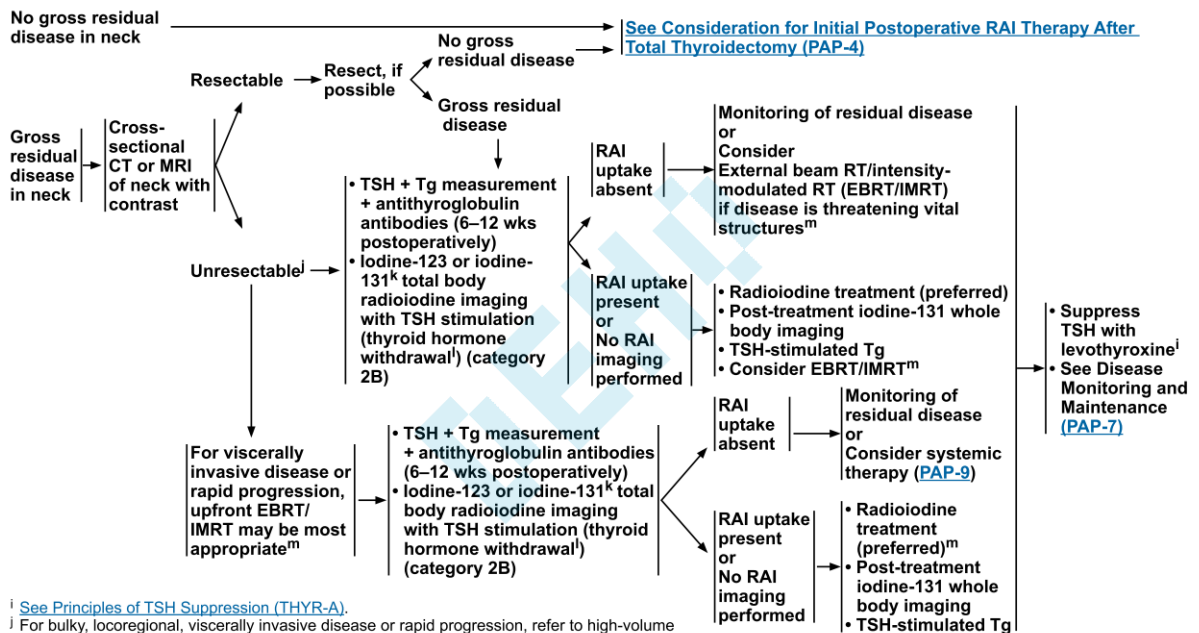 No gross residual
disease in neck
See Consideration for Initial Postoperative RAI Therapy After
Total Thyroidectomy (PAP-4)
No gross
residual disease
Resectable
Resect, if
possible
Gross residual
disease
Gross
residual
disease
in neck
Cross-
sectional
CT or MRI
of neck with
contrast
Unresectableʲ
• TSH + Tg measurement
+ antithyroglobulin
antibodies (6–12 wks
postoperatively)
• Iodine-123 or iodine-
131ᵏ total body
radioiodine imaging
with TSH stimulation
(thyroid hormone
withdrawalˡ) (category
2B)
RAI
uptake
absent
Monitoring of residual disease
or
Consider
External beam RT/intensity-
modulated RT (EBRT/IMRT)
if disease is threatening vital
structuresᵐ
RAI uptake
present
or
No RAI
imaging
performed
• Radioiodine treatment (preferred)
• Post-treatment iodine-131 whole
body imaging
• TSH-stimulated Tg
• Consider EBRT/IMRTᵐ
For viscerally
invasive disease or
rapid progression,
upfront EBRT/
IMRT may be most
appropriateᵐ
• TSH + Tg measurement
+ antithyroglobulin antibodies
(6–12 wks postoperatively)
• Iodine-123 or iodine-131ᵏ total
body radioiodine imaging
with TSH stimulation (thyroid
hormone withdrawalˡ)
(category 2B)
RAI
uptake
absent
Monitoring of
residual disease
or
Consider systemic
therapy (PAP-9)
RAI uptake
present
or
No RAI
imaging
performed
• Radioiodine
treatment
(preferred)ᵐ
• Post-treatment
iodine-131 whole
body imaging
• TSH-stimulated Tg
• Suppress
TSH with
levothyroxineⁱ
• See Disease
Monitoring and
Maintenance
(PAP-7)
ⁱ See Principles of TSH Suppression (THYR-A).
ʲ For bulky, locoregional, viscerally invasive disease or rapid progression, refer to high-volume